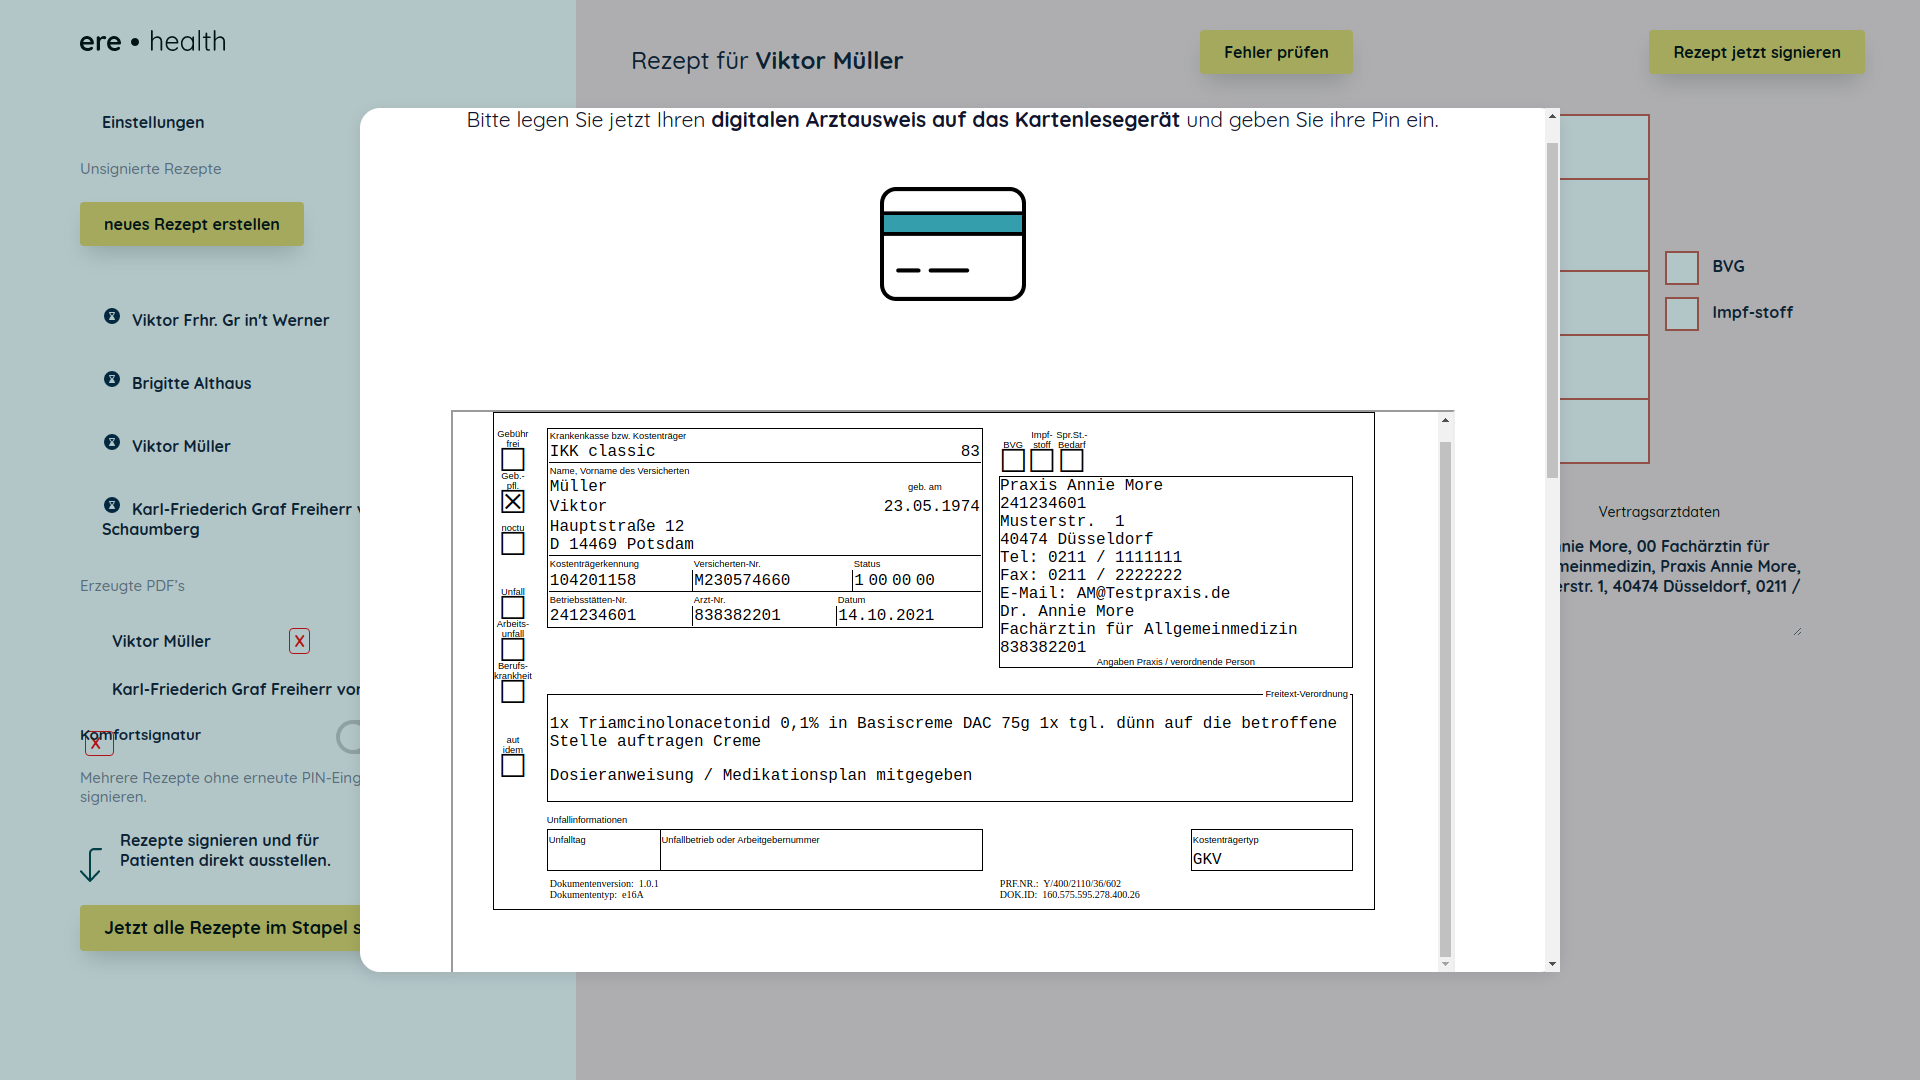 ere • health
Rezept für Viktor Müller
Fehler prüfen
Rezept jetzt signieren
Einstellungen
Unsignierte Rezepte
neues Rezept erstellen
Viktor Frhr. Gr in't Werner
Brigitte Althaus
Viktor Müller
Karl-Friederich Graf Freiherr
Schaumberg
Erzeugte PDF's
Viktor Müller
X
Karl-Friederich Graf Freiherr
Komfortsignatur
X
Mehrere Rezepte ohne erneute
signieren.
Rezepte signieren und für
Patienten direkt ausstellen.
Jetzt alle Rezepte im Stapel
Bitte legen Sie jetzt Ihren digitalen Arztausweis auf das Kartenlesegerät und geben Sie ihre Pin ein.
Gebühr
frei
Geb.-
pfl.
noctu
Unfall
Arbeits-
unfall
Berufs-
krankheit
aut
idem
Krankenkasse bzw. Kostenträger
IKK classic 83
Name, Vorname des Versicherten
Müller
geb. am
Viktor 23.05.1974
Hauptstraße 12
D 14469 Potsdam
Kostenträgerkennung Versicherten-Nr. Status
104201158 M230574660 1 00 00 00
Betriebsstätten-Nr. Arzt-Nr. Datum
241234601 838382201 14.10.2021
BVG
Impf-
stoff
Spr.St.-
Bedarf
Praxis Annie More
241234601
Musterstr. 1
40474 Düsseldorf
Tel: 0211 / 1111111
Fax: 0211 / 2222222
E-Mail: AM@Testpraxis.de
Dr. Annie More
Fachärztin für Allgemeinmedizin
838382201
Angaben Praxis / verordnende Person
Freitext-Verordnung
1x Triamcinolonacetonid 0,1% in Basiscreme DAC 75g 1x tgl. dünn auf die betroffene
Stelle auftragen Creme
Dosieranweisung / Medikationsplan mitgegeben
Unfallinformationen
Unfalltag Unfallbetrieb oder Arbeitgebernummer
Kostenträgertyp
GKV
Dokumentenversion: 1.0.1
Dokumententyp: e16A
PRF.NR.: Y/400/2110/36/602
DOK.ID: 160.575.595.278.400.26
BVG
Impf-stoff
Vertragsarztdaten
More, 00 Fachärztin für
Praxis Annie More,
1, 40474 Düsseldorf, 0211 /